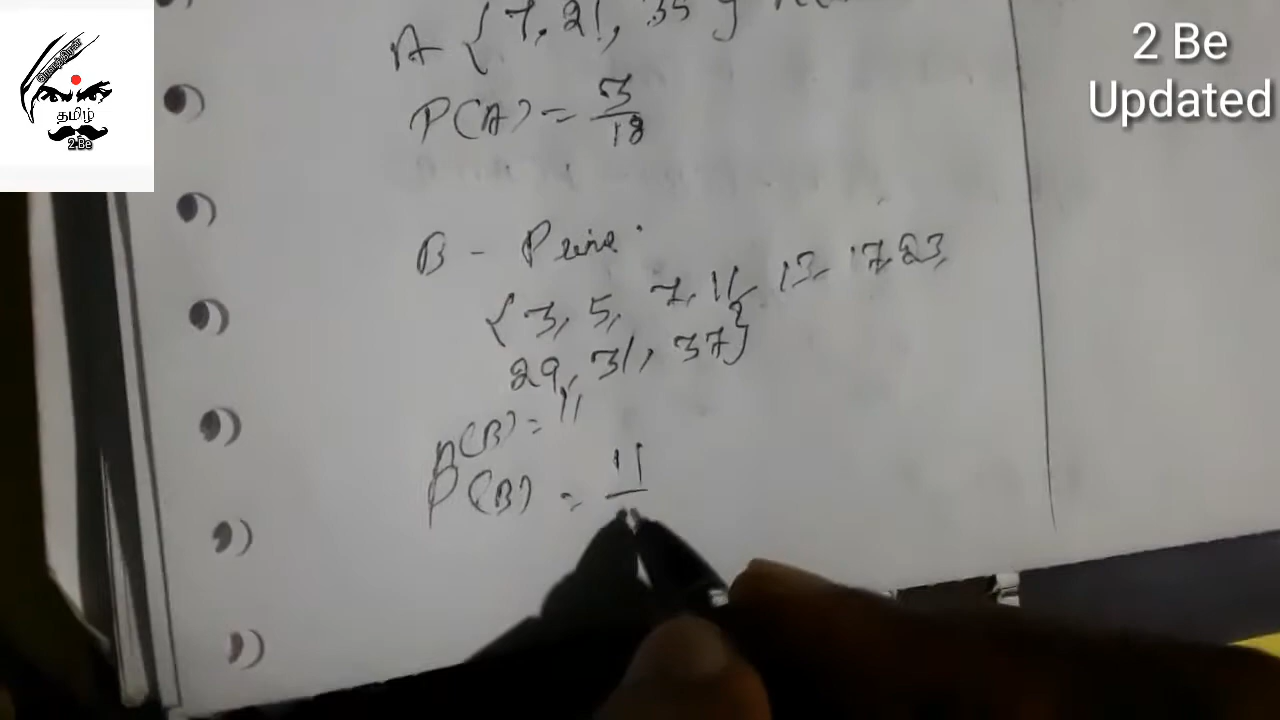 2 Be
Updated
தமிழ்
2 Be
A { 7, 21, 35 }
P(A) = 3/18
B - Prime.
{ 3, 5, 7, 11, 13, 17, 23,
29, 31, 37}
n(B) = 11
P(B) = 11